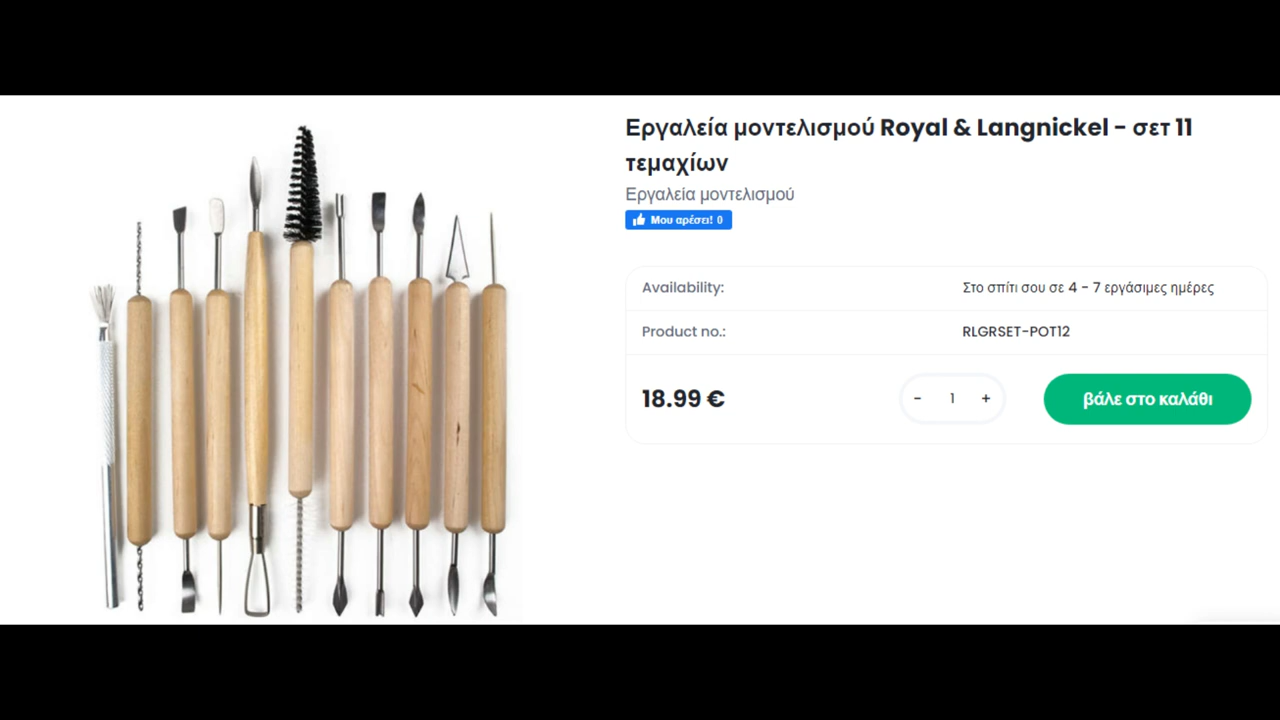 Εργαλεία μοντελισμού Royal & Langnickel - σετ 11
τεμαχίων
Εργαλεία μοντελισμού
Μου αρέσει! 0
Availability: Στο σπίτι σου σε 4 - 7 εργάσιμες ημέρες
Product no.: RLGRSET-POT12
18.99 € - 1 + βάλε στο καλάθι